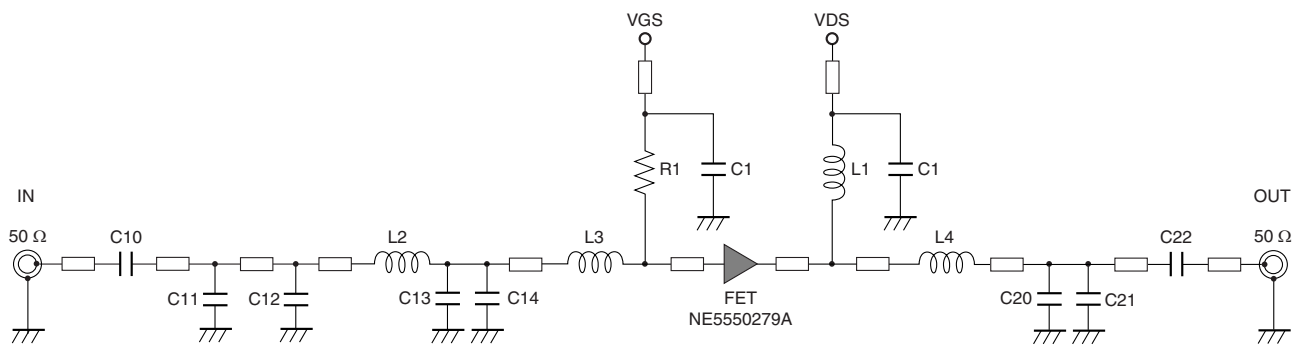 VGS
VDS
R1
C1
L1
C1
IN
OUT
50 Ω
C10
L2
L3
L4
C22
50 Ω
C11
C12
C13
C14
FET
NE5550279A
C20
C21